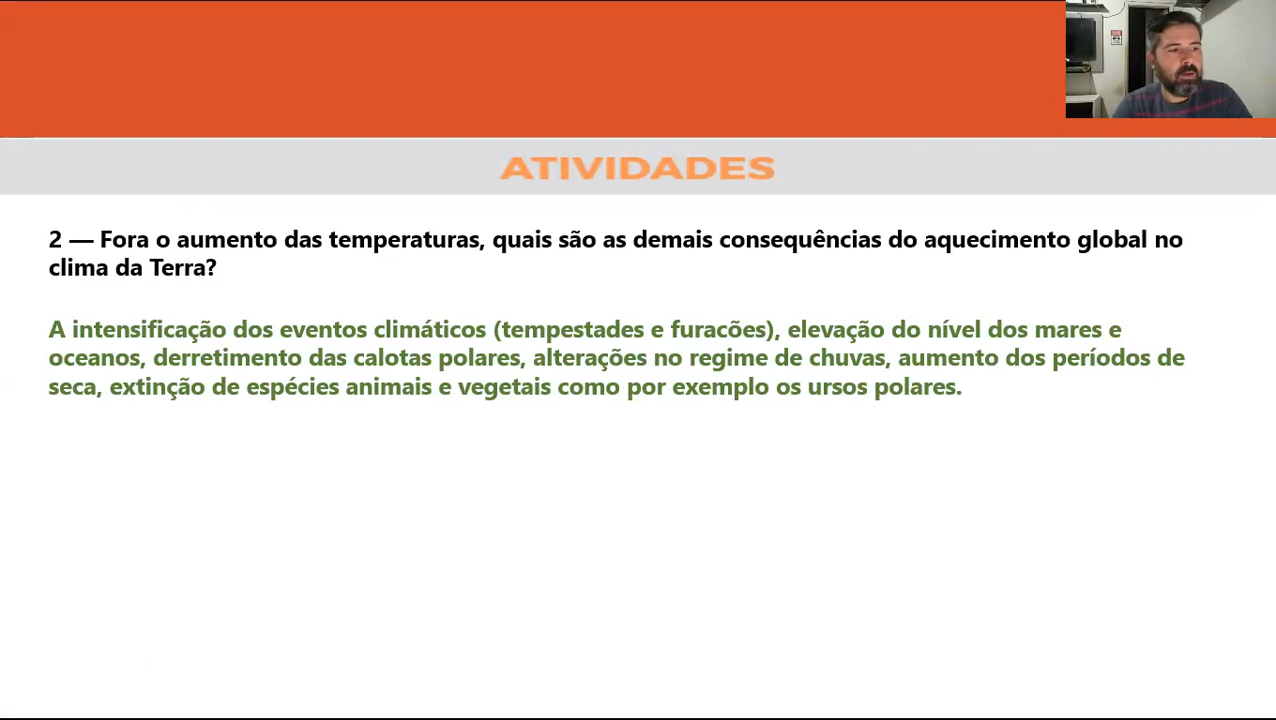 ATIVIDADES
2 — Fora o aumento das temperaturas, quais são as demais consequências do aquecimento global no
clima da Terra?
A intensificação dos eventos climáticos (tempestades e furacões), elevação do nível dos mares e
oceanos, derretimento das calotas polares, alterações no regime de chuvas, aumento dos períodos de
seca, extinção de espécies animais e vegetais como por exemplo os ursos polares.